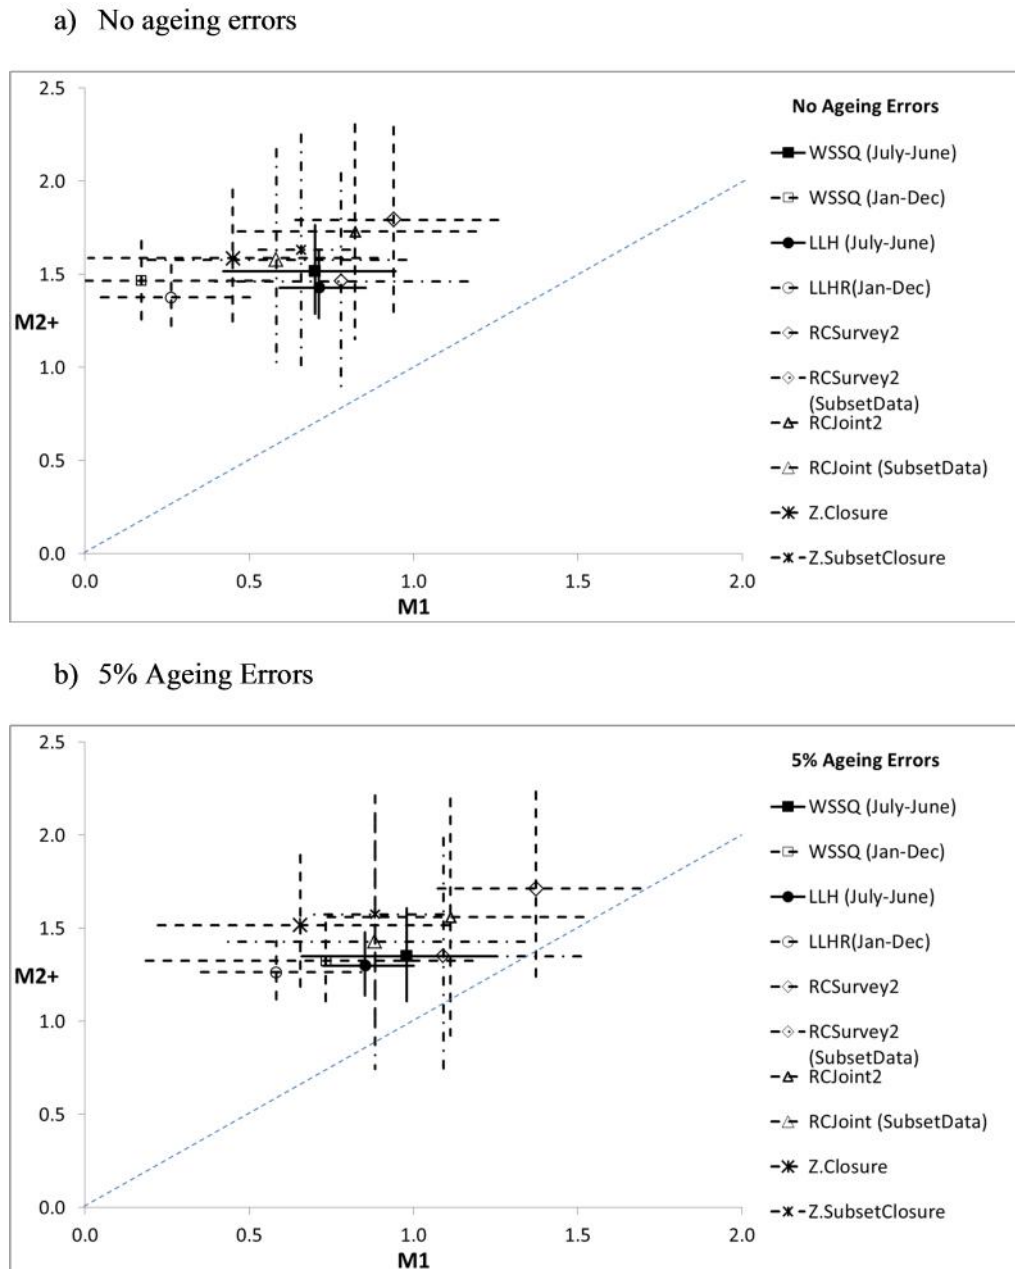 a) No ageing errors
2.5
2.0
1.5
M2+
1.0
0.5
0.0
0.0 0.5 1.0 1.5 2.0
M1
No Ageing Errors
WSSQ (July-June)
WSSQ (Jan-Dec)
LLH (July-June)
LLHR(Jan-Dec)
RCSurvey2
RCSurvey2
(SubsetData)
RCJoint2
RCJoint (SubsetData)
Z.Closure
Z.SubsetClosure
b) 5% Ageing Errors
2.5
2.0
1.5
M2+
1.0
0.5
0.0
0.0 0.5 1.0 1.5 2.0
M1
5% Ageing Errors
WSSQ (July-June)
WSSQ (Jan-Dec)
LLH (July-June)
LLHR(Jan-Dec)
RCSurvey2
RCSurvey2
(SubsetData)
RCJoint2
RCJoint (SubsetData)
Z.Closure
Z.SubsetClosure